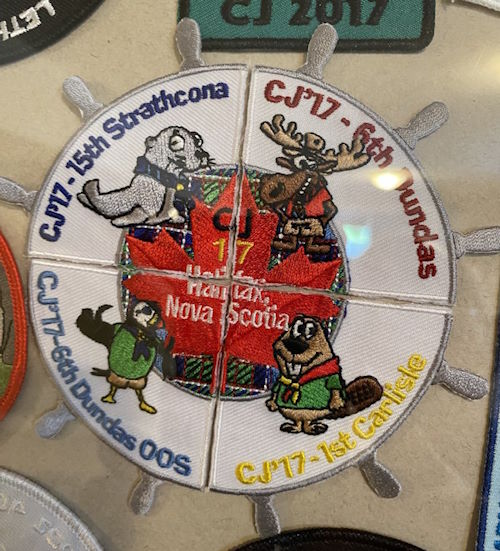 LETH
CJ 2017
CJ'17 - 15th Strathcona
CJ'17 - 6th Dundas
CJ
17
Halifax,
Nova Scotia
CJ'17-6th Dundas OOS
CJ'17-1st Carlisle